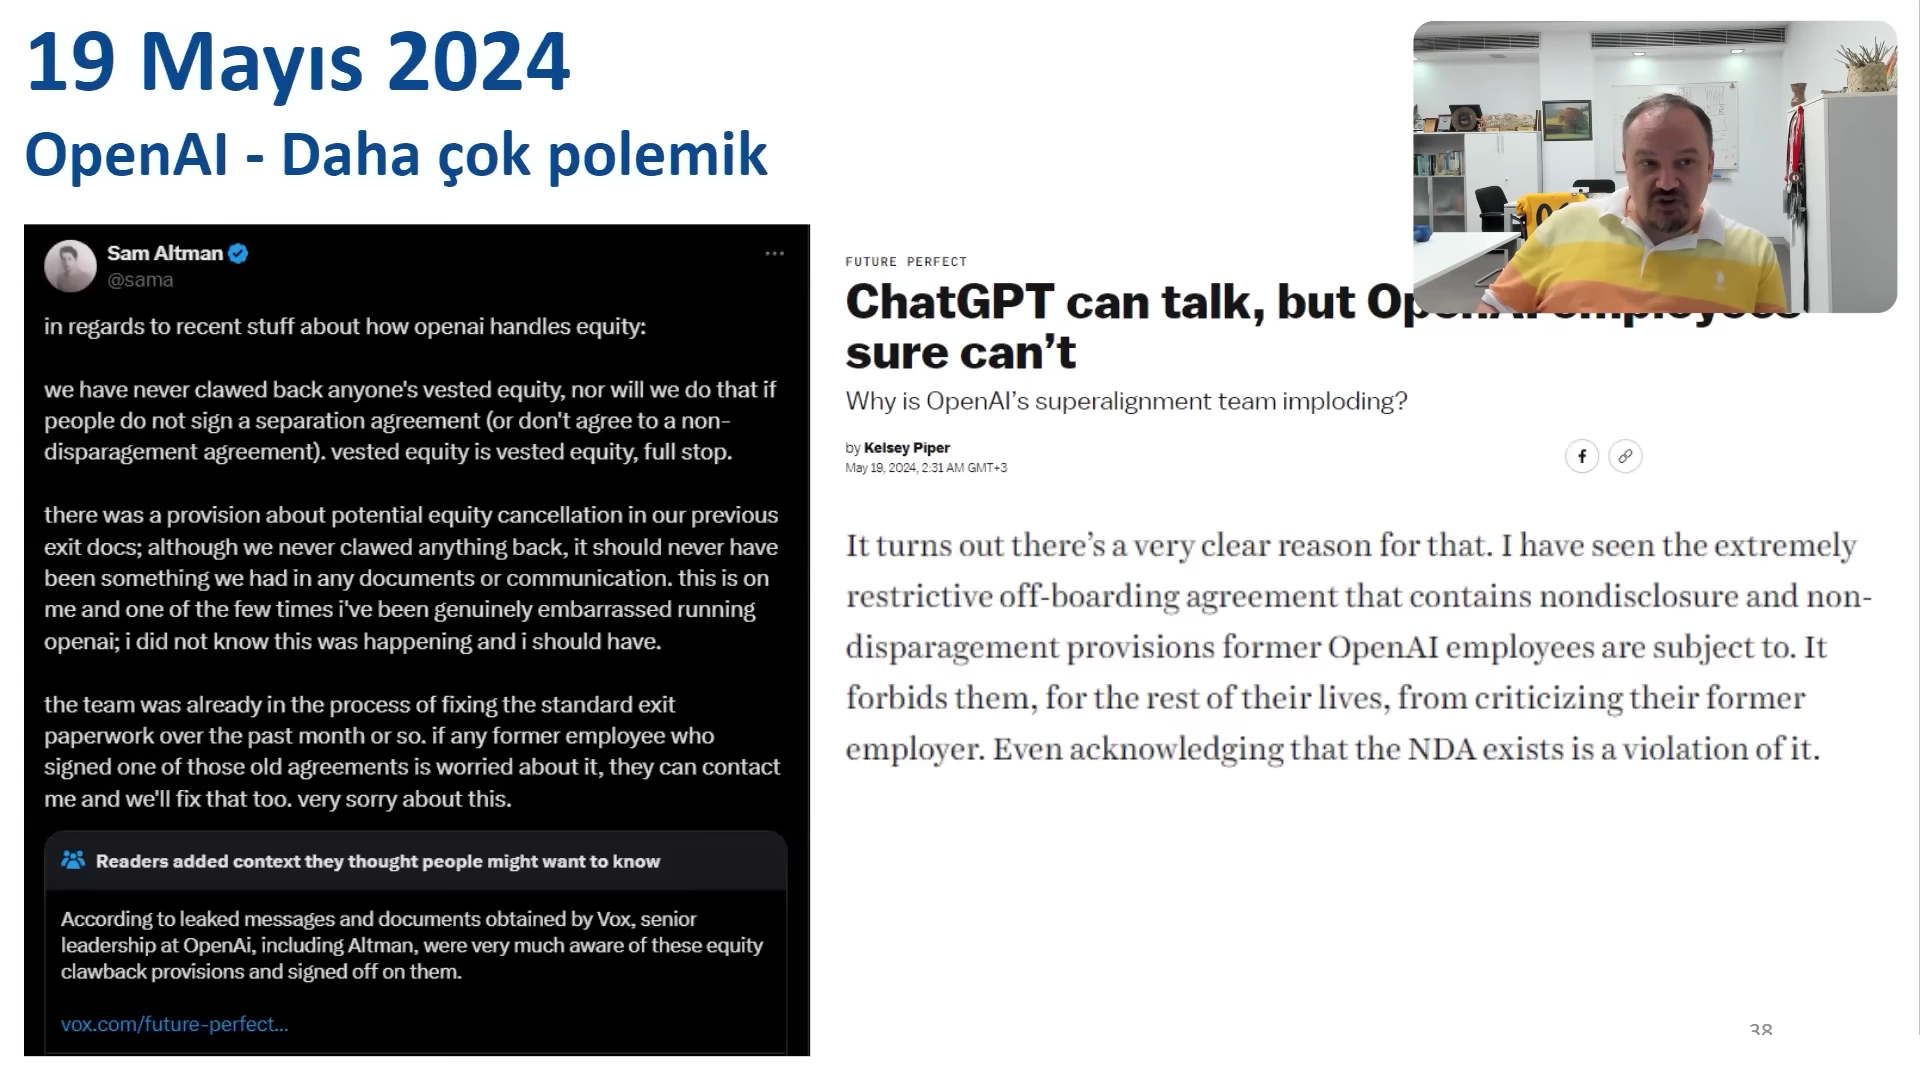 19 Mayıs 2024
OpenAI - Daha çok polemik
Sam Altman
@sama
in regards to recent stuff about how openai handles equity:
we have never clawed back anyone's vested equity, nor will we do that if
people do not sign a separation agreement (or don't agree to a non-
disparagement agreement). vested equity is vested equity, full stop.
there was a provision about potential equity cancellation in our previous
exit docs; although we never clawed anything back, it should never have
been something we had in any documents or communication. this is on
me and one of the few times i've been genuinely embarrassed running
openai; i did not know this was happening and i should have.
the team was already in the process of fixing the standard exit
paperwork over the past month or so. if any former employee who
signed one of those old agreements is worried about it, they can contact
me and we'll fix that too. very sorry about this.
Readers added context they thought people might want to know
According to leaked messages and documents obtained by Vox, senior
leadership at OpenAi, including Altman, were very much aware of these equity
clawback provisions and signed off on them.
vox.com/future-perfect...
FUTURE PERFECT
ChatGPT can talk, but OpenAI employees
sure can’t
Why is OpenAI’s superalignment team imploding?
by Kelsey Piper
May 19, 2024, 2:31 AM GMT+3
It turns out there’s a very clear reason for that. I have seen the extremely
restrictive off-boarding agreement that contains nondisclosure and non-
disparagement provisions former OpenAI employees are subject to. It
forbids them, for the rest of their lives, from criticizing their former
employer. Even acknowledging that the NDA exists is a violation of it.
38